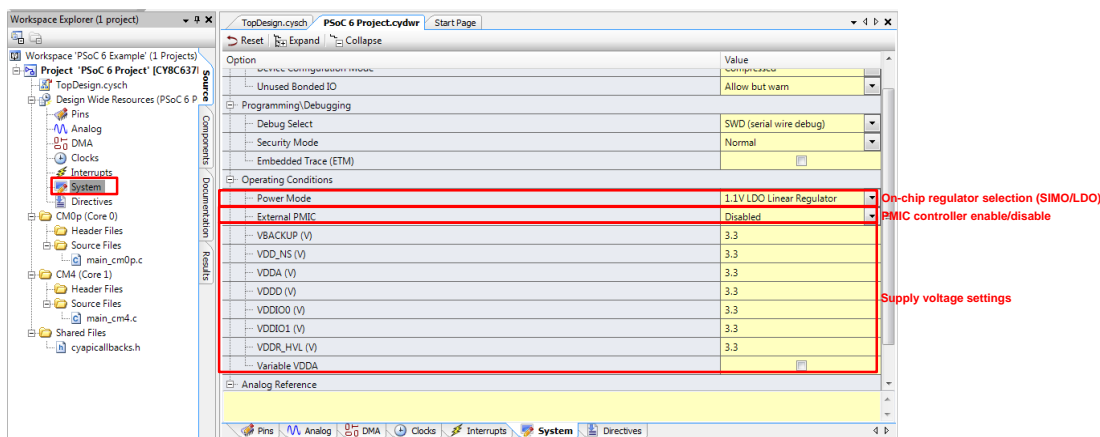 Workspace Explorer (1 project)
Workspace 'PSoC 6 Example' (1 Projects)
Project 'PSoC 6 Project' [CY8C637
TopDesign.cysch
Design Wide Resources (PSoC 6 P
Pins
Analog
DMA
Clocks
Interrupts
System
Directives
CM0p (Core 0)
Header Files
Source Files
main_cm0p.c
CM4 (Core 1)
Header Files
Source Files
main_cm4.c
Shared Files
cyapicallbacks.h
Source
Components
Documentation
Results
TopDesign.cysch PSoC 6 Project.cydwr Start Page
Reset Expand Collapse
Option Value
Device Configuration Mode Compressed
Unused Bonded IO Allow but warn
Programming\Debugging
Debug Select SWD (serial wire debug)
Security Mode Normal
Embedded Trace (ETM)
Operating Conditions
Power Mode 1.1V LDO Linear Regulator On-chip regulator selection (SIMO/LDO)
External PMIC Disabled PMIC controller enable/disable
VBACKUP (V) 3.3
VDD_NS (V) 3.3
VDDA (V) 3.3
VDDD (V) 3.3
VDDIO0 (V) 3.3
Supply voltage settings
VDDIO1 (V) 3.3
VDDR_HVL (V) 3.3
Variable VDDA
Analog Reference
Pins Analog DMA Clocks Interrupts System Directives